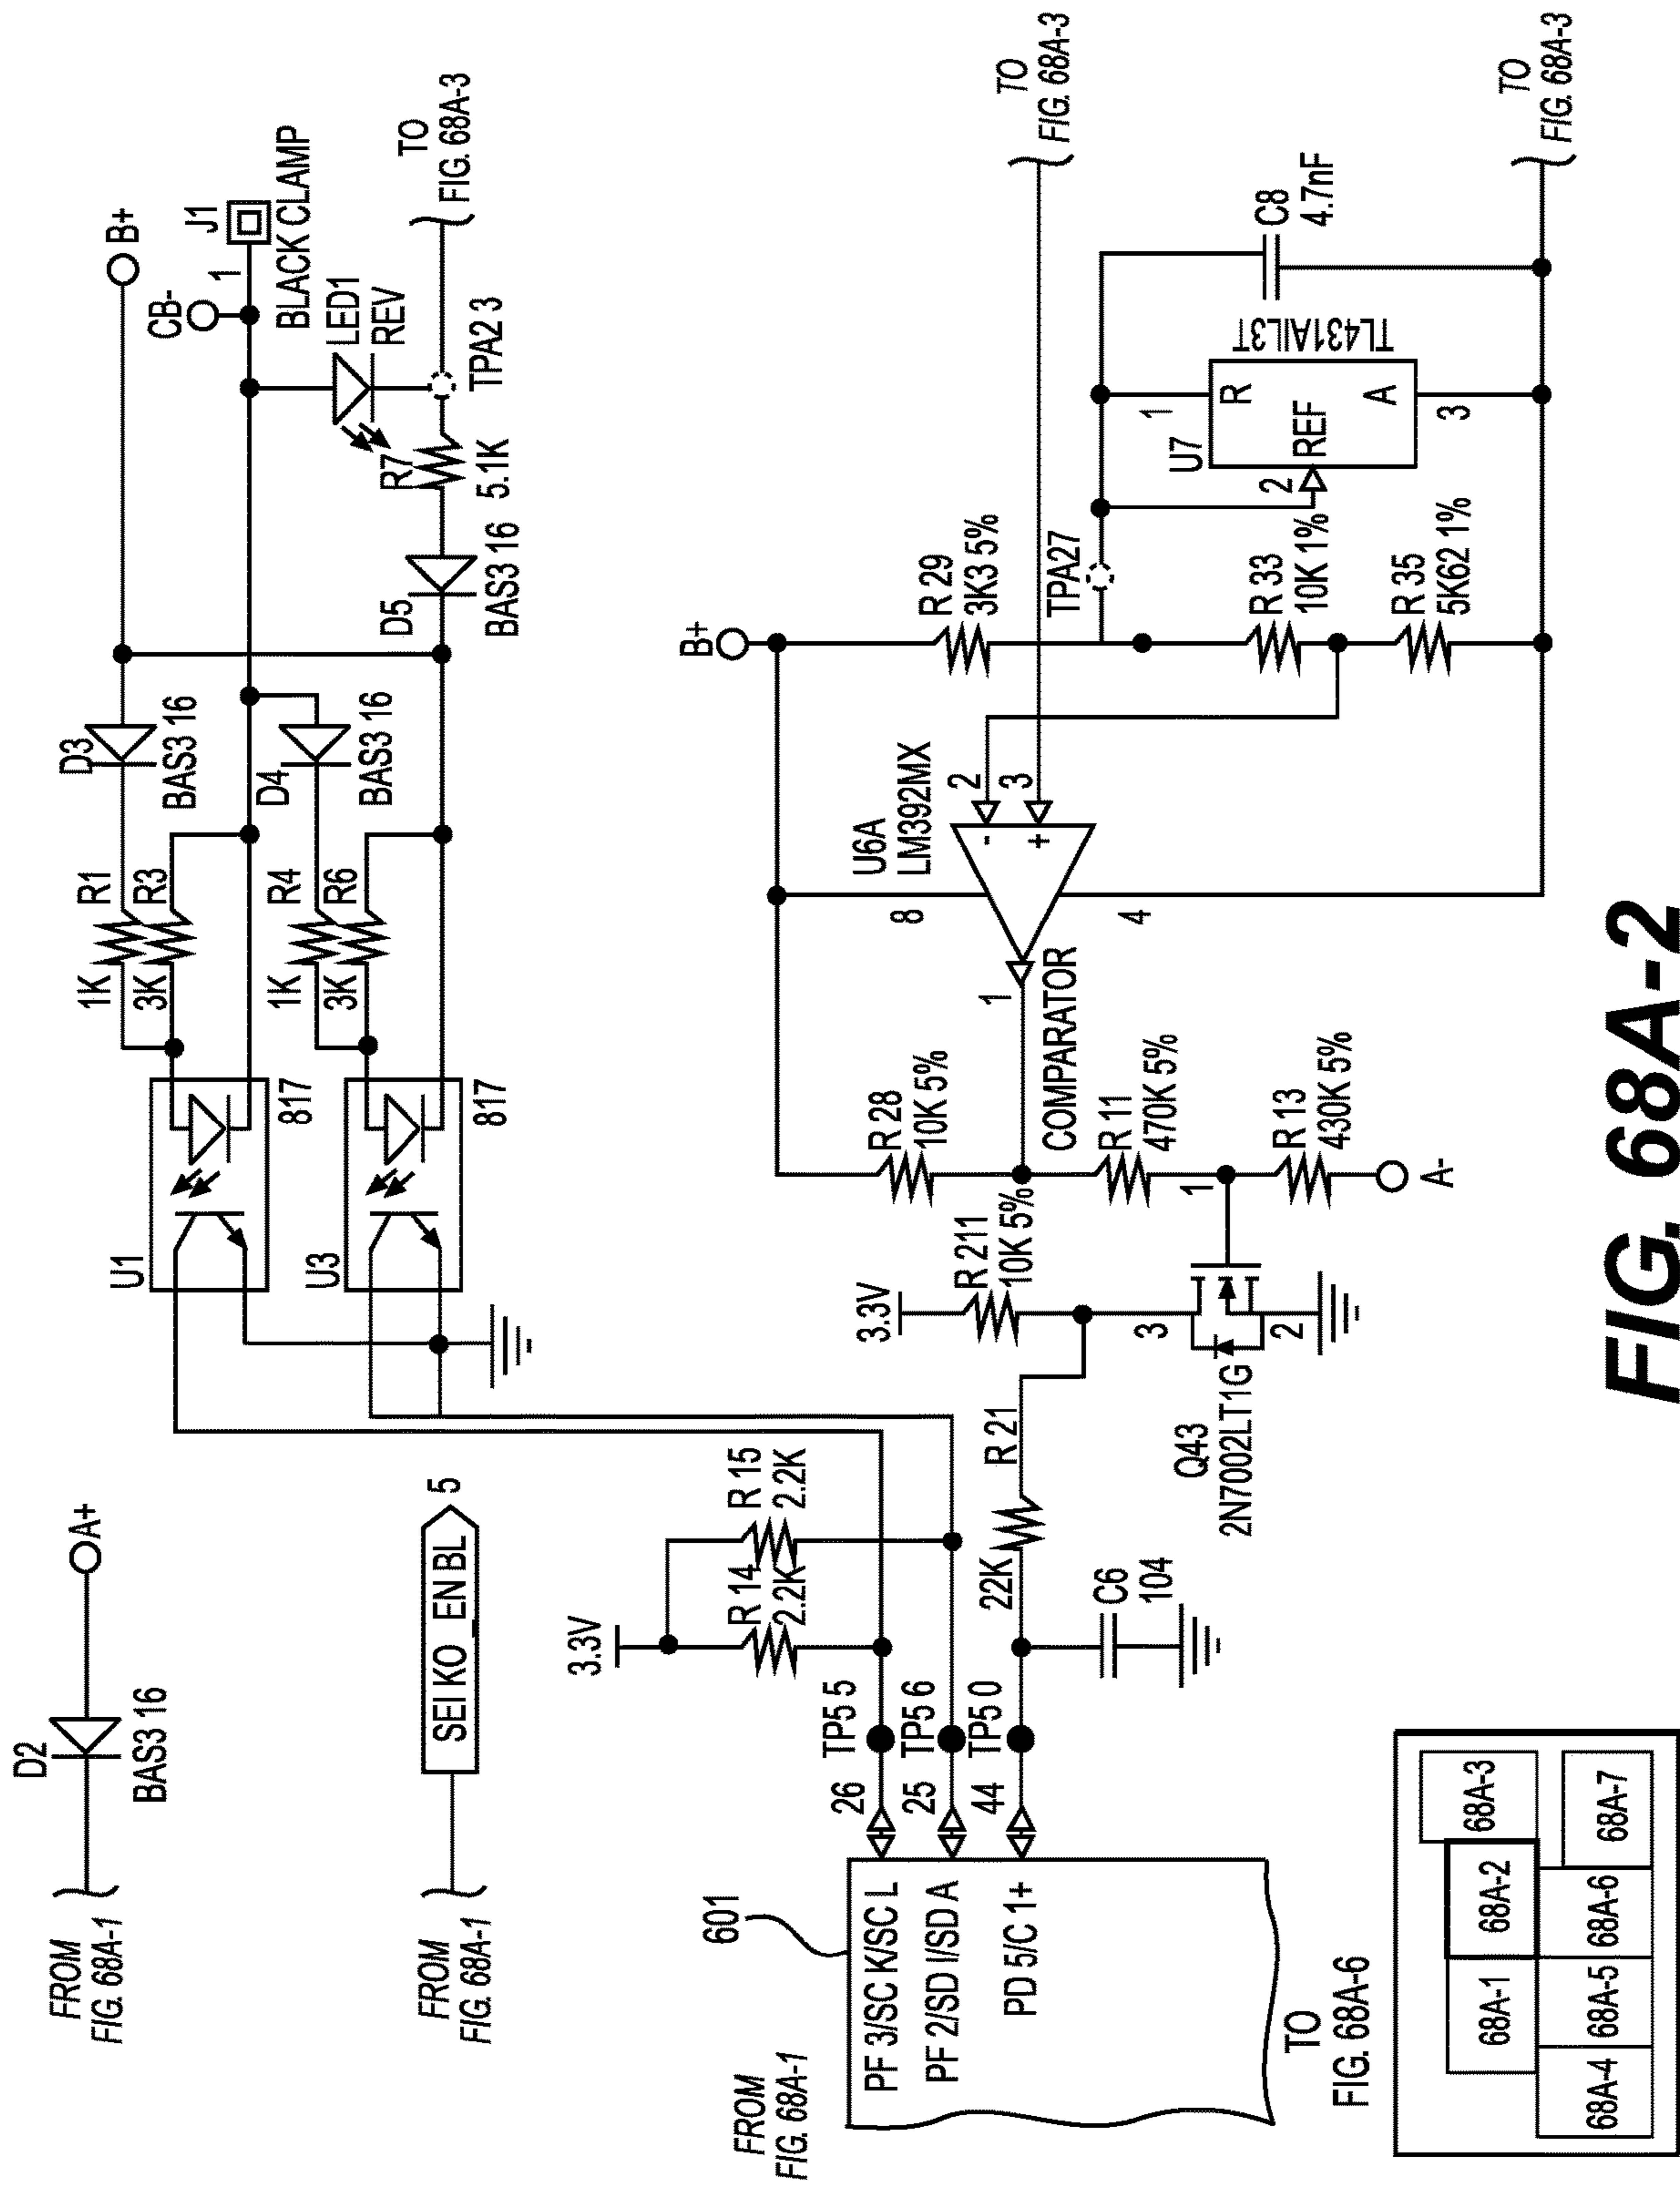 FROM
FIG. 68A-1
D2
BAS3 16
A+
FROM
FIG. 68A-1
SEI KO _EN BL
5
U1
817
U3
817
1K
R1
3K
R3
1K
R4
3K
R6
D3
BAS3 16
D4
BAS3 16
D5
BAS3 16
R7
5.1K
B+
CB-
J1
1
BLACK CLAMP
LED1
REV
TPA2 3
TO
FIG. 68A-3
FROM
FIG. 68A-1
601
PF 3/SC K/SC L
PF 2/SD I/SD A
PD 5/C 1+
TO
FIG. 68A-6
26
25
44
TP5 5
TP5 6
TP5 0
3.3V
R 14
2.2K
R 15
2.2K
22K
R 21
C6
104
3.3V
R 211
10K 5%
3
1
2
Q43
2N7002LT1G
R 28
10K 5%
COMPARATOR
R 11
470K 5%
R 13
430K 5%
A-
1
8
4
U6A
LM392MX
2
3
-
+
B+
R 29
3K3 5%
TPA27
R 33
10K 1%
R 35
5K62 1%
U7
1
2
3
R
REF
A
TL431AIL3T
C8
4.7nF
TO
FIG. 68A-3
TO
FIG. 68A-3
68A-1
68A-2
68A-3
68A-4
68A-5
68A-6
68A-7
FIG. 68A-2